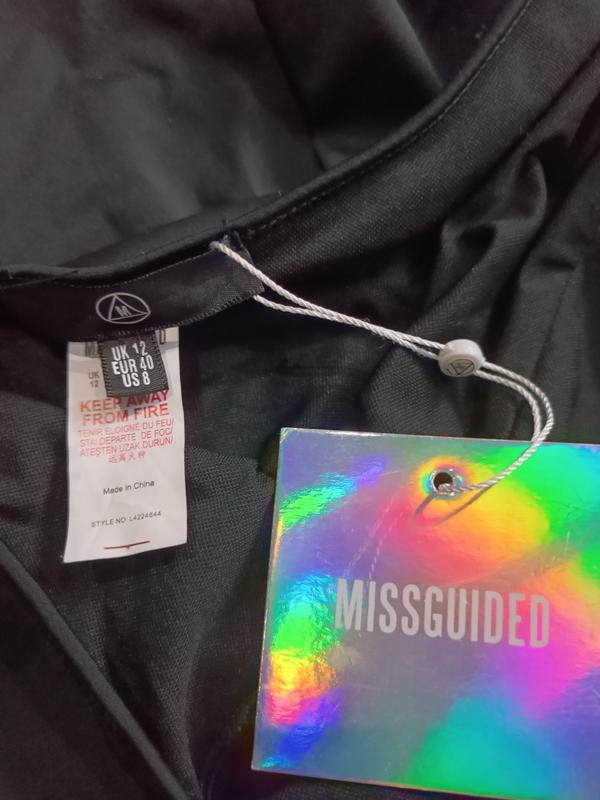 M
UK 12
EUR 40
US 8
UK
12
KEEP AWAY
FROM FIRE
TENIR ELOIGNE DU FEU/
STAI DEPARTE DE FOC/
ATEŞTEN UZAK DURUN/
远离火种
Made in China
STYLE NO: L4224644
MISSGUIDED